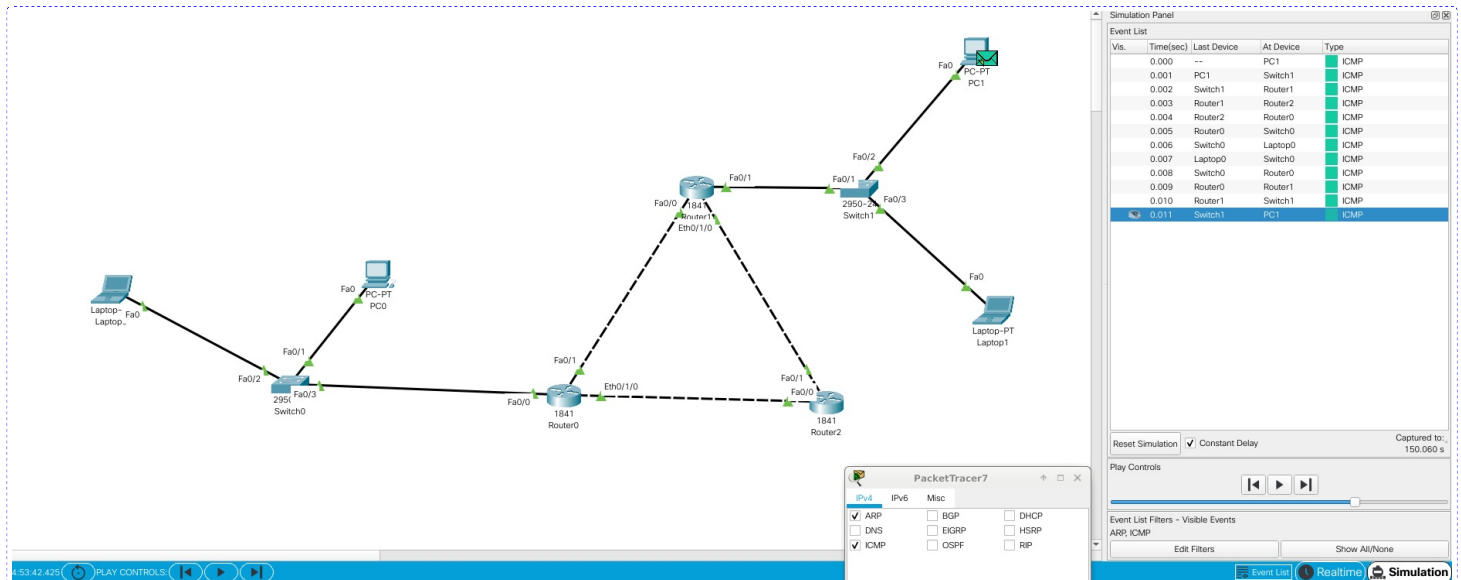 Fa0
PC-PT
PC1
Fa0/2
Fa0/1
Fa0/1
Fa0/3
Fa0/0
1841
Router1
Eth0/1/0
2950-24
Switch1
Fa0
Fa0
PC-PT
PC0
Laptop-
Fa0
Laptop
Laptop-PT
Laptop1
Fa0/1
Fa0/1
Fa0/1
Fa0/2
Fa0/3
Switch0
Fa0/0
Eth0/1/0
Fa0/0
1841
Router0
1841
Router2
PacketTracer7
IPv4 IPv6 Misc
ARP BGP DHCP
DNS EIGRP HSRP
ICMP OSPF RIP
Simulation Panel
Event List
Vis. Time(sec) Last Device At Device Type
0.000 -- PC1 ICMP
0.001 PC1 Switch1 ICMP
0.002 Switch1 Router1 ICMP
0.003 Router1 Router2 ICMP
0.004 Router2 Router0 ICMP
0.005 Router0 Switch0 ICMP
0.006 Switch0 Laptop0 ICMP
0.007 Laptop0 Switch0 ICMP
0.008 Switch0 Router0 ICMP
0.009 Router0 Router1 ICMP
0.010 Router1 Switch1 ICMP
0.011 Switch1 PC1 ICMP
Reset Simulation Constant Delay
Captured to:
150.060 s
Play Controls
Event List Filters - Visible Events
ARP, ICMP
Edit Filters Show All/None
4:53:42.425 PLAY CONTROLS: Event List Realtime Simulation